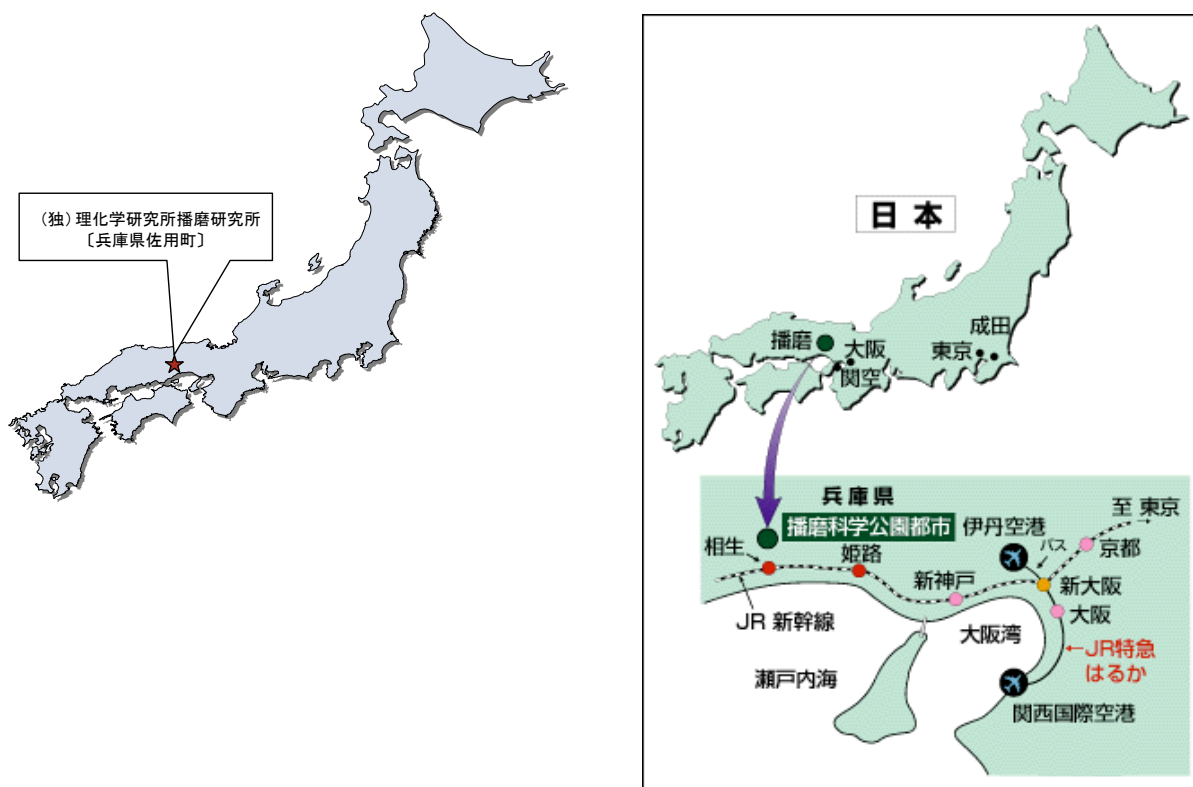 (独)理化学研究所播磨研究所
〔兵庫県佐用町〕
日本
成田
播磨
大阪
東京
関空
兵庫県
播磨科学公園都市
伊丹空港
至 東京
バス
京都
相生
姫路
新神戸
新大阪
JR 新幹線
大阪湾
大阪
←JR特急
はるか
瀬戸内海
関西国際空港